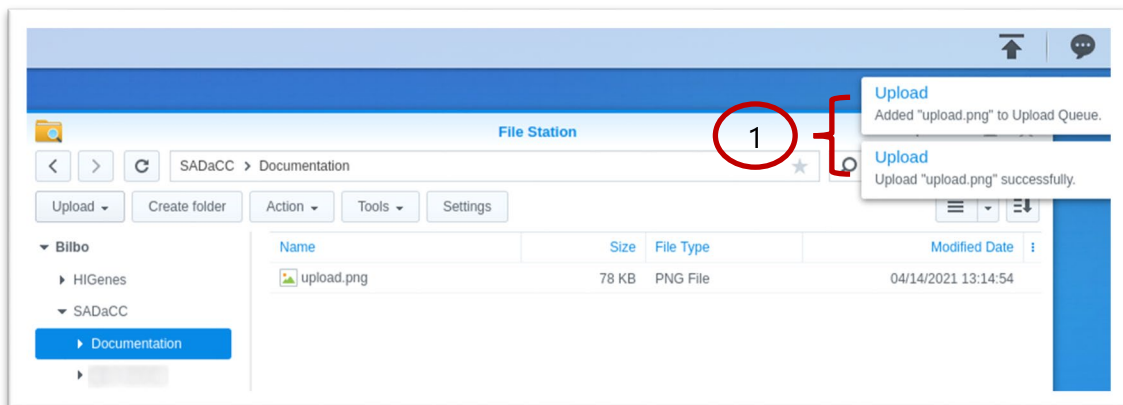 Upload
Added "upload.png" to Upload Queue.
1
File Station
Upload
Upload "upload.png" successfully.
SADaCC > Documentation
Upload Create folder Action Tools Settings
Bilbo
Name Size File Type Modified Date
HIGenes
upload.png 78 KB PNG File 04/14/2021 13:14:54
SADaCC
Documentation